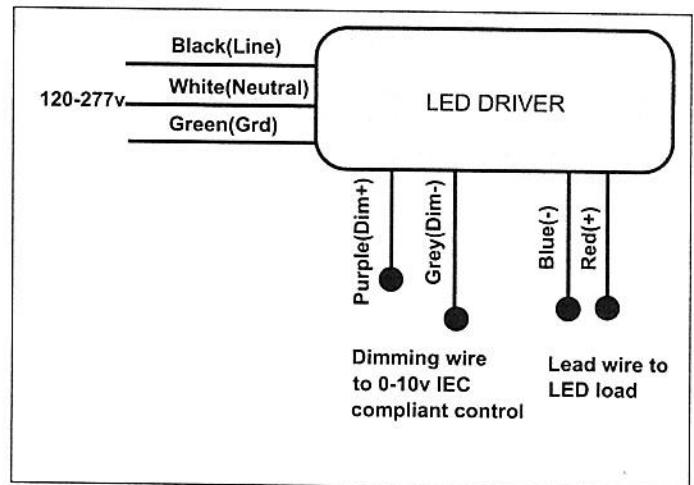 Black(Line)
120-277v
White(Neutral)
Green(Grd)
LED DRIVER
Purple(Dim+)
Grey(Dim-)
Blue(-)
Red(+)
Dimming wire
to 0-10v IEC
compliant control
Lead wire to
LED load